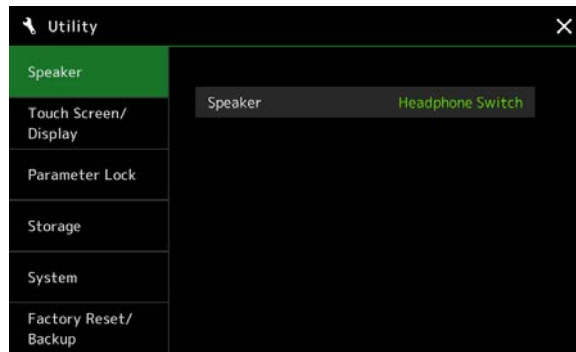 Utility
Speaker
Speaker Headphone Switch
Touch Screen/
Display
Parameter Lock
Storage
System
Factory Reset/
Backup